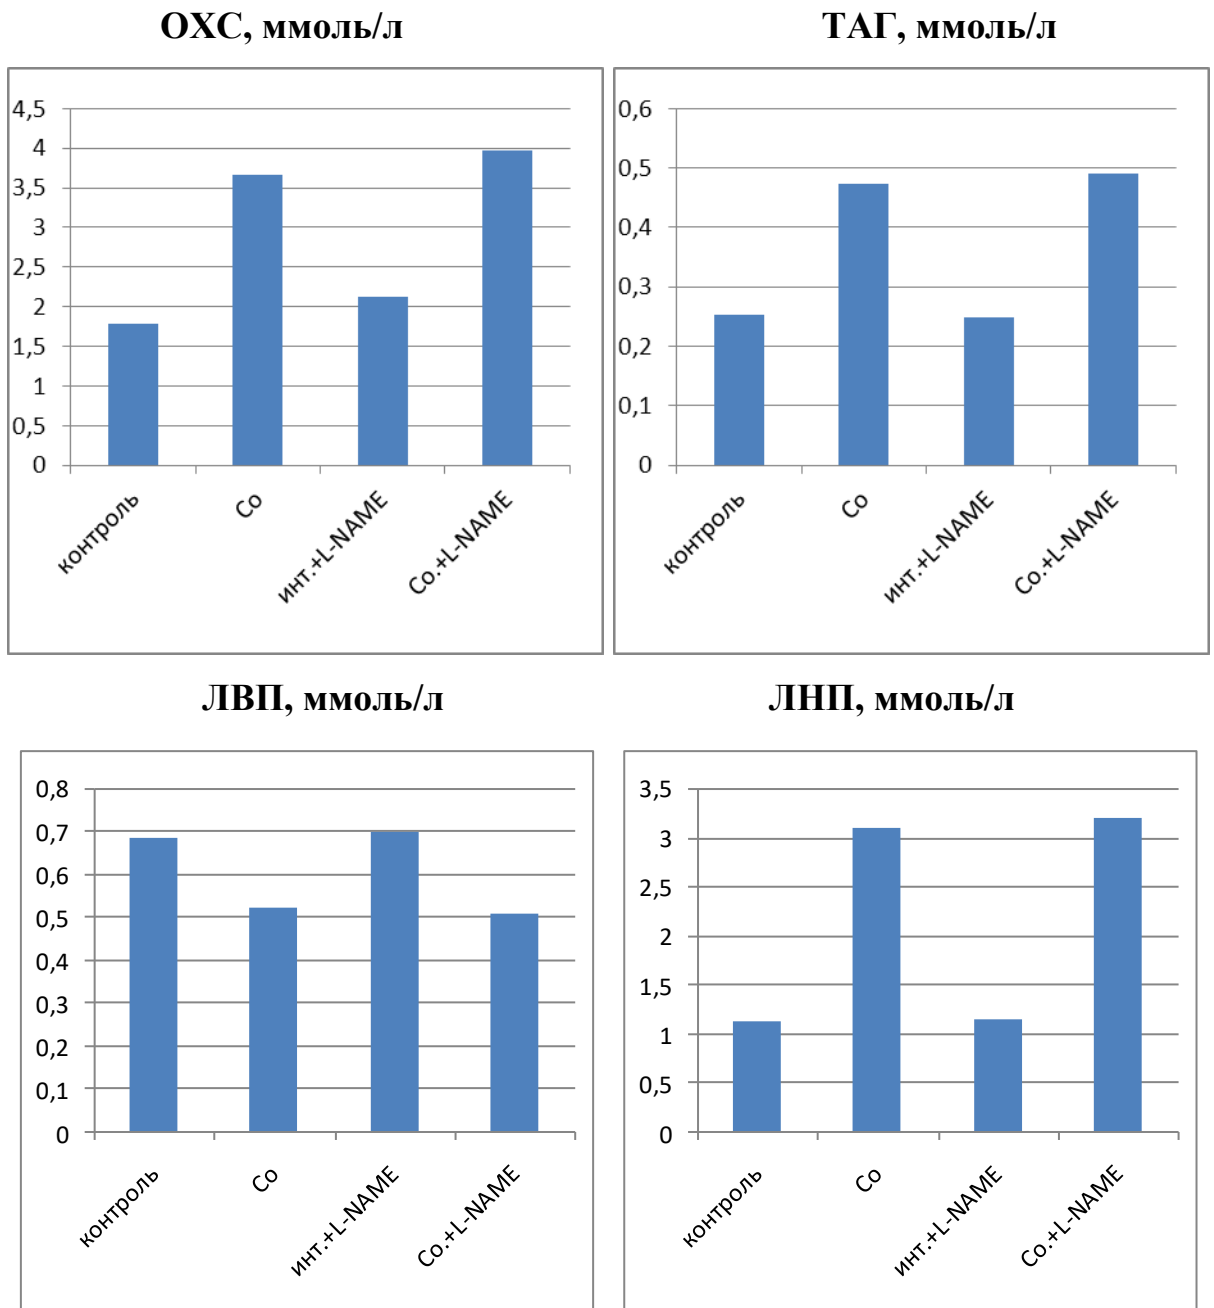 ОХС, ммоль/л
ТАГ, ммоль/л
4,5
4
3,5
3
2,5
2
1,5
1
0,5
0
контроль
Co
инт.+L-NAME
Co.+L-NAME
0,6
0,5
0,4
0,3
0,2
0,1
0
контроль
Co
инт.+L-NAME
Co.+L-NAME
ЛВП, ммоль/л
ЛНП, ммоль/л
0,8
0,7
0,6
0,5
0,4
0,3
0,2
0,1
0
контроль
Co
инт.+L-NAME
Co.+L-NAME
3,5
3
2,5
2
1,5
1
0,5
0
контроль
Co
инт.+L-NAME
Co.+L-NAME